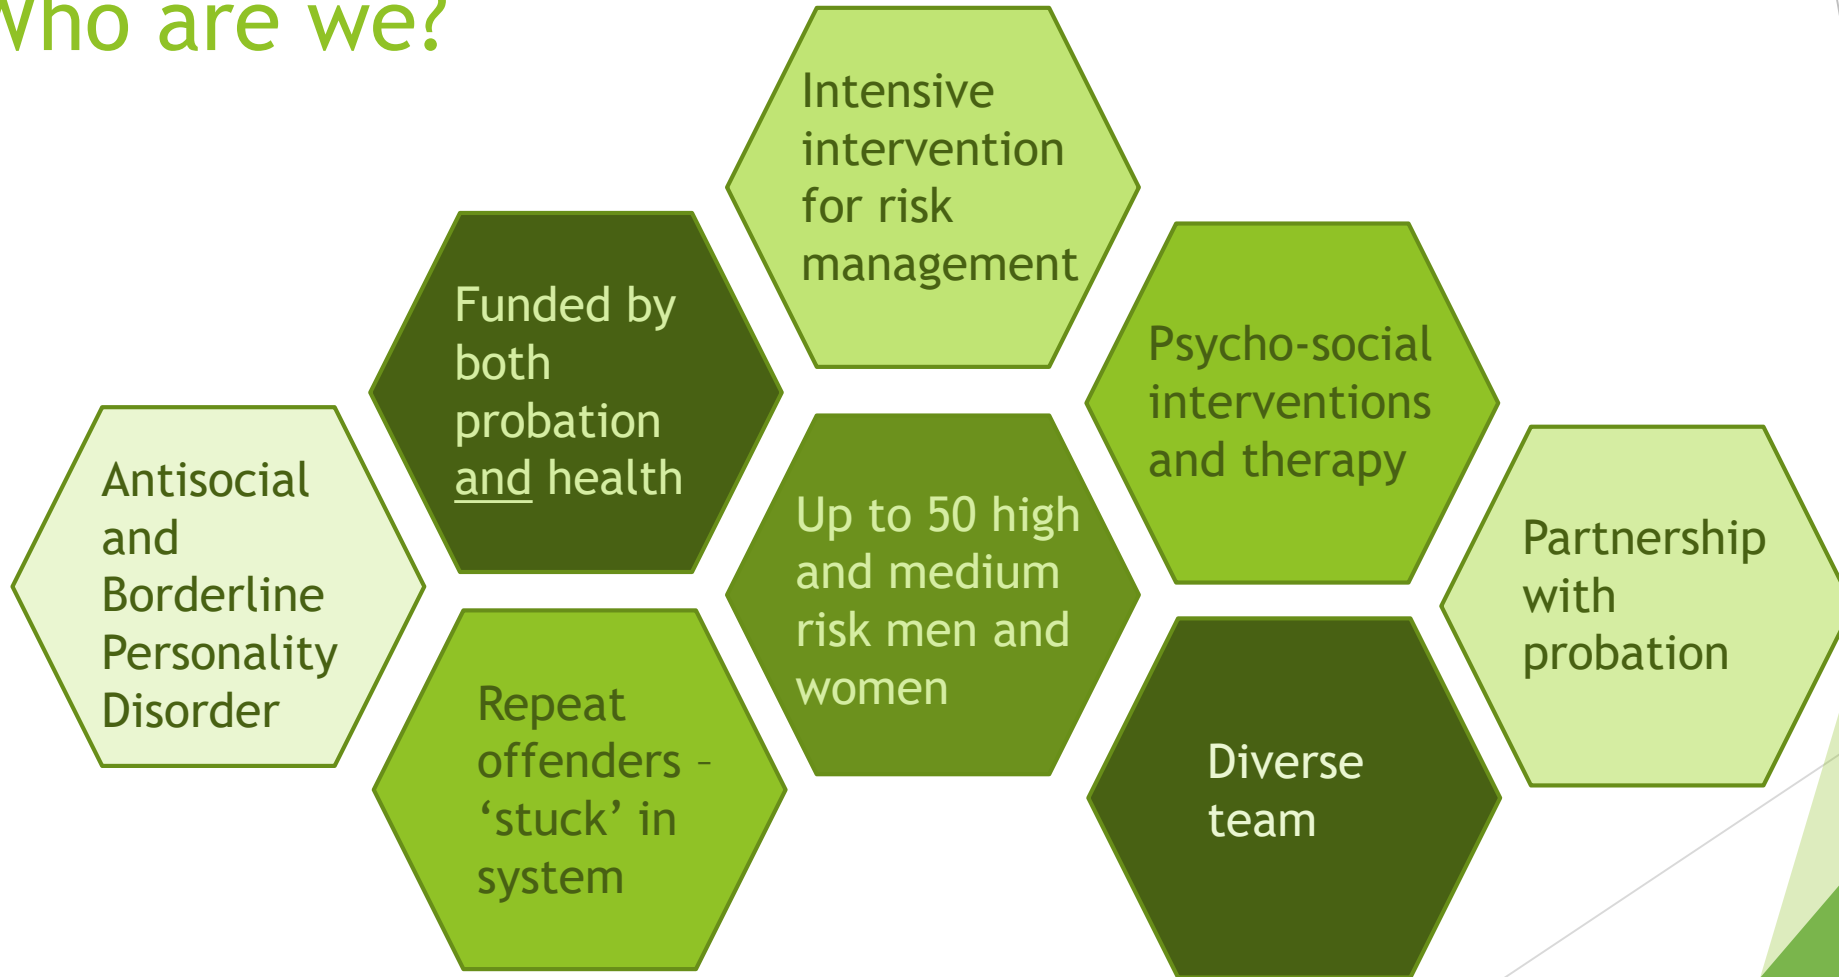 Who are we?
Intensive
intervention
for risk
management
Funded by
both
probation
and health
Psycho-social
interventions
and therapy
Antisocial
and
Borderline
Personality
Disorder
Up to 50 high
and medium
risk men and
women
Partnership
with
probation
Repeat
offenders –
‘stuck’ in
system
Diverse
team